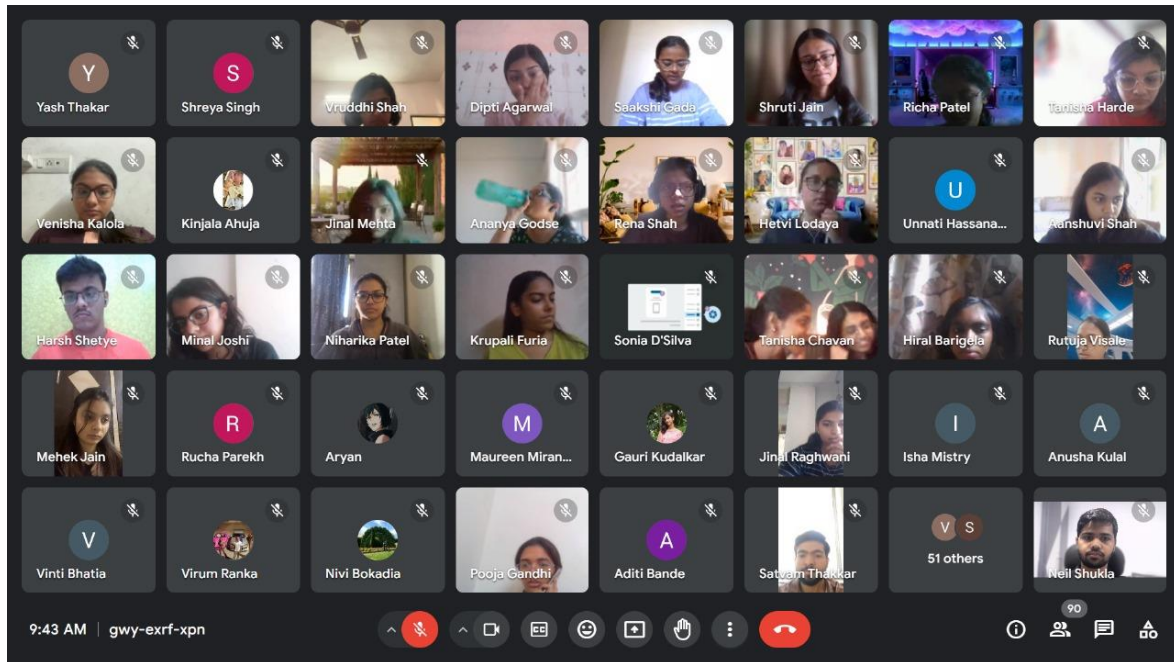 Y
Yash Thakar
S
Shreya Singh
Vruddhi Shah
Dipti Agarwal
Saakshi Gada
Shruti Jain
Richa Patel
Tanisha Harde
Venisha Kalola
Kinjala Ahuja
Jinal Mehta
Ananya Godse
Rena Shah
Hetvi Lodaya
U
Unnati Hassana...
Aanshuvi Shah
Harsh Shetye
Minal Joshi
Niharika Patel
Krupali Furia
Sonia D'Silva
Tanisha Chavan
Hiral Barigela
Rutuja Visale
Mehek Jain
R
Rucha Parekh
Aryan
M
Maureen Miran...
Gauri Kudalkar
Jinal Raghwani
I
Isha Mistry
A
Anusha Kulal
V
Vinti Bhatia
Virum Ranka
Nivi Bokadia
Pooja Gandhi
A
Aditi Bande
Satvam Thakkar
V S
51 others
Neil Shukla
9:43 AM | gwy-exrf-xpn
CC
90